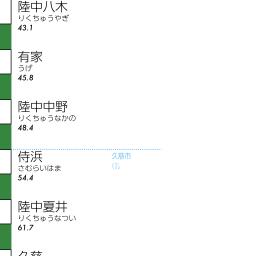 陸中八木
りくちゅうやぎ
43.1
有家
うげ
45.8
陸中中野
りくちゅうなかの
48.4
侍浜
さむらいはま
54.4
久慈市
陸中夏井
りくちゅうなつい
61.7